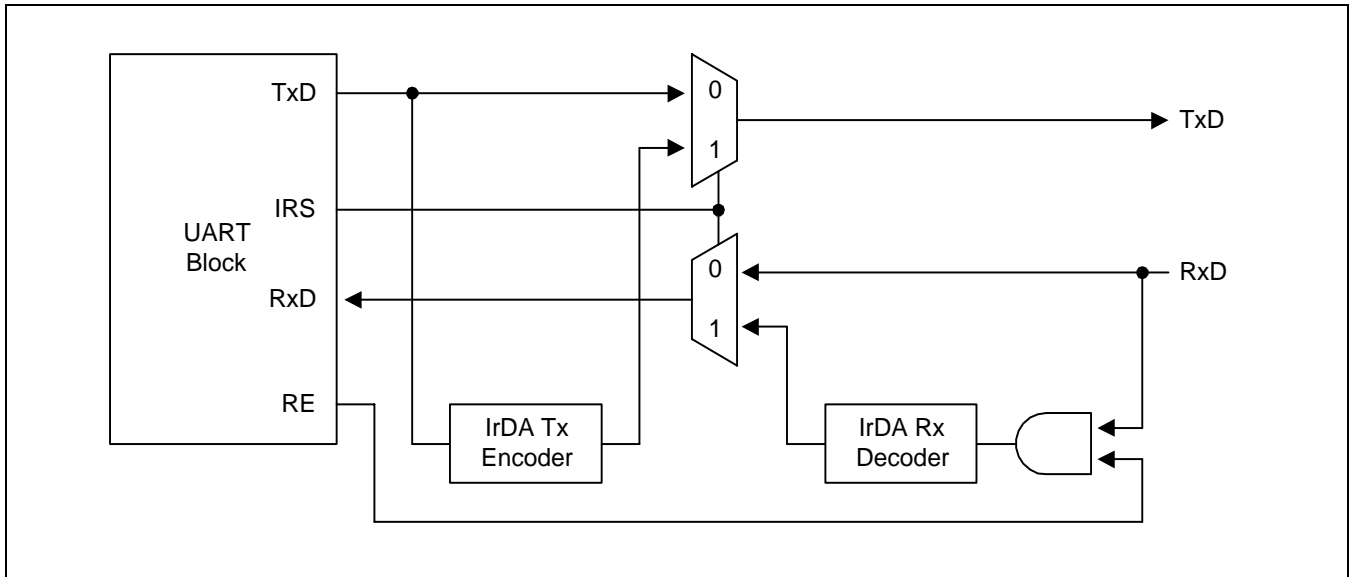 TxD
0
TxD
1
IRS
UART
Block
0
RxD
RxD
1
RE
IrDA Tx
Encoder
IrDA Rx
Decoder